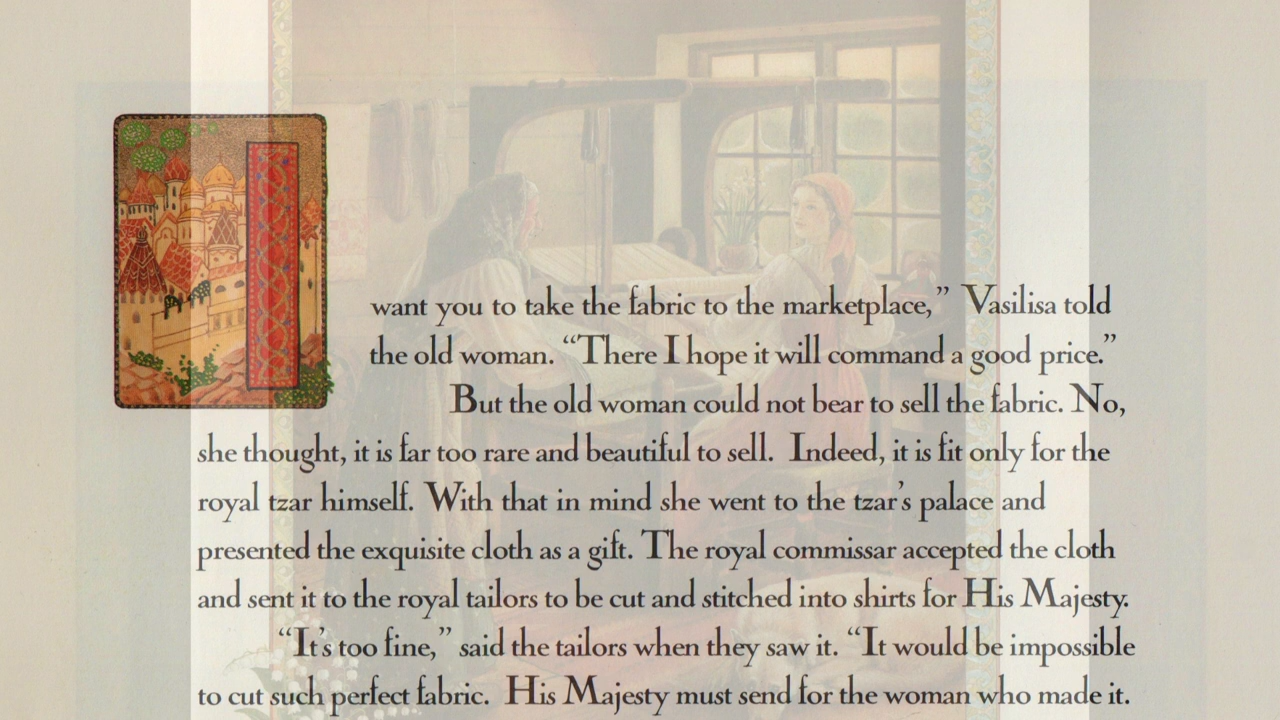 I want you to take the fabric to the marketplace,” Vasilisa told
the old woman. “There I hope it will command a good price.”
But the old woman could not bear to sell the fabric. No,
she thought, it is far too rare and beautiful to sell. Indeed, it is fit only for the
royal tzar himself. With that in mind she went to the tzar’s palace and
presented the exquisite cloth as a gift. The royal commissar accepted the cloth
and sent it to the royal tailors to be cut and stitched into shirts for His Majesty.
“It’s too fine,” said the tailors when they saw it. “It would be impossible
to cut such perfect fabric. His Majesty must send for the woman who made it.